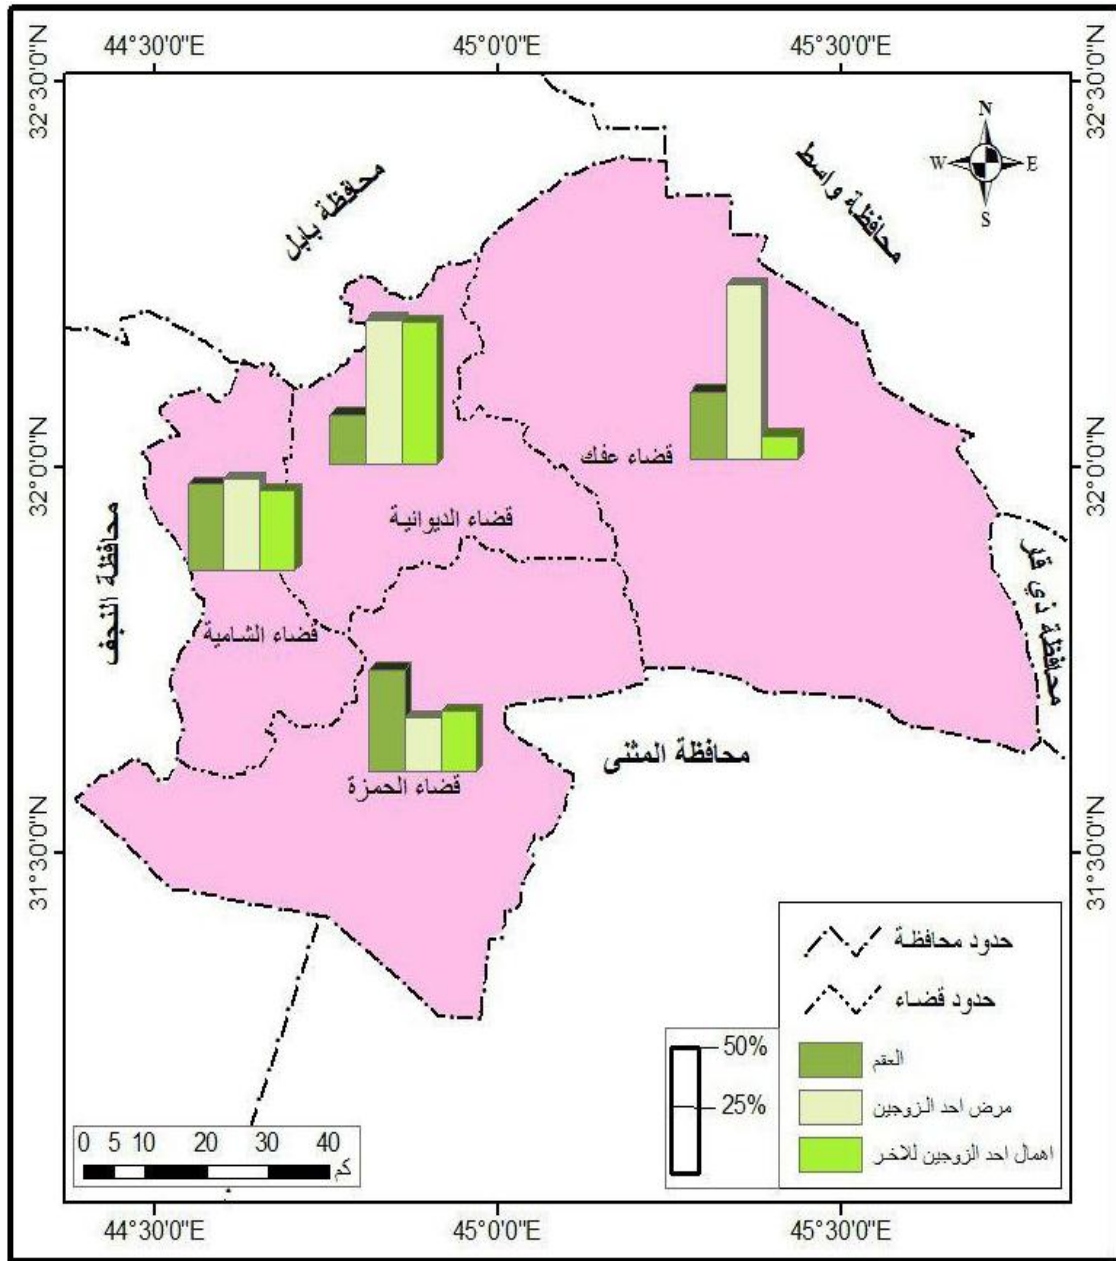 44°30'0"E
45°0'0"E
45°30'0"E
32°30'0"N
32°30'0"N
N
W
E
S
محافظة بابل
محافظة واسط
32°0'0"N
32°0'0"N
قضاء عفك
قضاء الديوانية
محافظة النجف
محافظة ذي قار
قضاء الشامية
محافظة المثنى
قضاء الحمزة
31°30'0"N
31°30'0"N
حدود محافظة
حدود قضاء
50%
العقم
25%
مرض احد الزوجين
اهمال احد الزوجين للاخر
0 5 10 20 30 40
كم
44°30'0"E
45°0'0"E
45°30'0"E